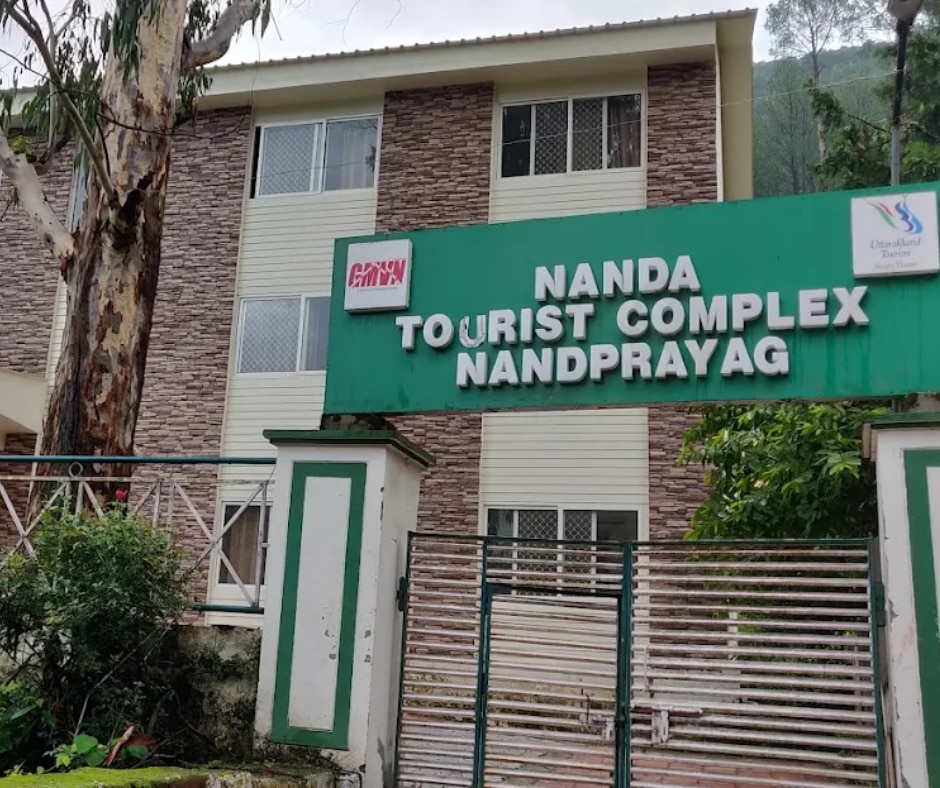 GMVN
NANDA
TOURIST COMPLEX
NANDPRAYAG
Uttarakhand
Tourism